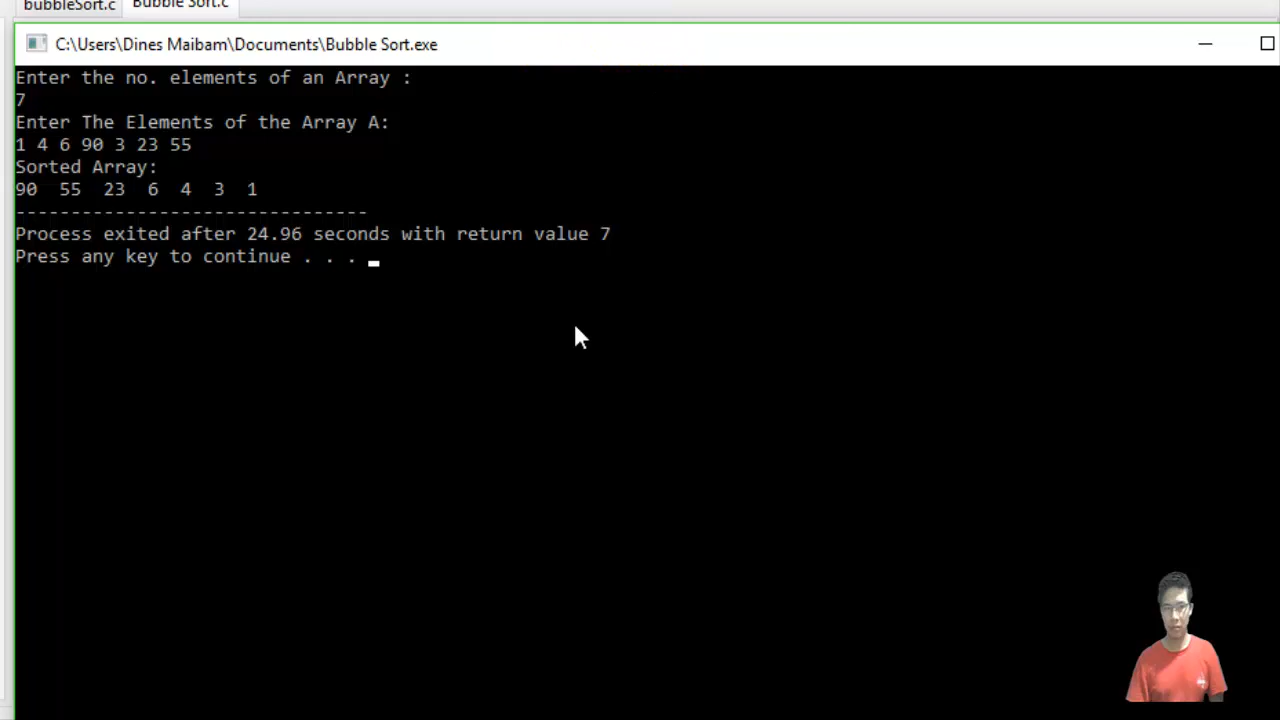 bubbleSort.c Bubble Sort.c
C:\Users\Dines Maibam\Documents\Bubble Sort.exe
Enter the no. elements of an Array :
7
Enter The Elements of the Array A:
1 4 6 90 3 23 55
Sorted Array:
90  55  23  6  4  3  1
--------------------------------
Process exited after 24.96 seconds with return value 7
Press any key to continue . . .